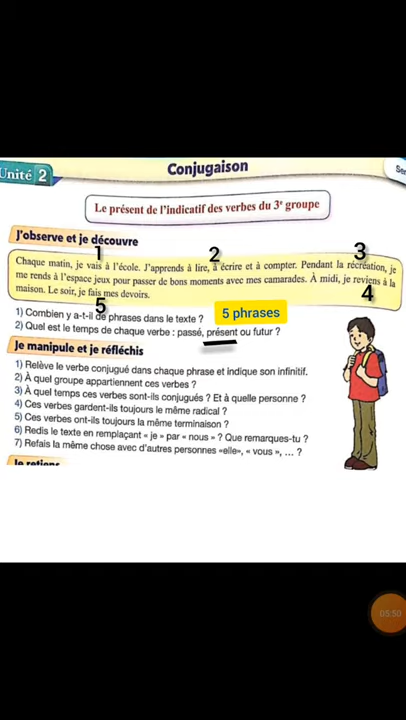 Unité 2
Conjugaison
Le présent de l'indicatif des verbes du 3e groupe
J'observe et je découvre
1
2
3
Chaque matin, je vais à l'école. J'apprends à lire, à écrire et à compter. Pendant la récréation, je
me rends à l'espace jeux pour passer de bons moments avec mes camarades. À midi, je reviens à la
maison. Le soir, je fais mes devoirs.
4
5
1) Combien y a-t-il de phrases dans le texte ?
5 phrases
2) Quel est le temps de chaque verbe : passé, présent ou futur ?
Je manipule et je réfléchis
1) Relève le verbe conjugué dans chaque phrase et indique son infinitif.
2) À quel groupe appartiennent ces verbes ?
3) À quel temps ces verbes sont-ils conjugués ? Et à quelle personne ?
4) Ces verbes gardent-ils toujours le même radical ?
5) Ces verbes ont-ils toujours la même terminaison ?
6) Redis le texte en remplaçant « je » par « nous » ? Que remarques-tu ?
7) Refais la même chose avec d'autres personnes «elle», « vous », ... ?
Je retiens
05:50